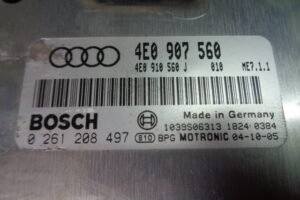 4E0 907 560
4E0 910 560 J 010 ME7.1.1
BOSCH Made in Germany
1039S06313 1824 0384
0 261 208 497 810 BPG MOTRONIC 04-10-05